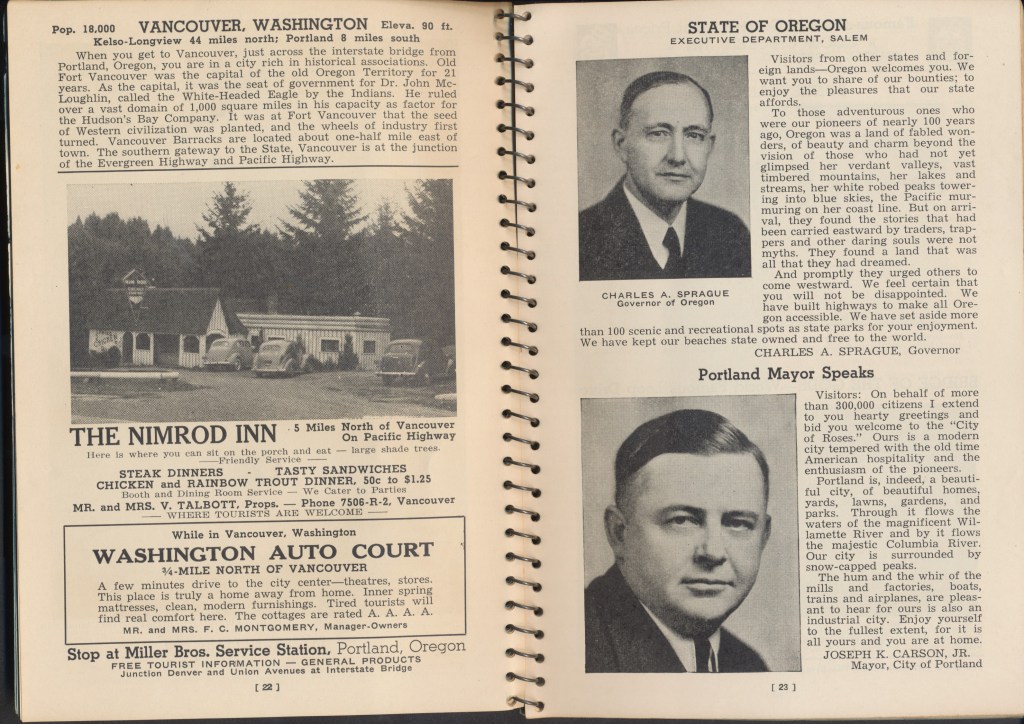 Pop. 18,000 VANCOUVER, WASHINGTON Eleva. 90 ft.
Kelso-Longview 44 miles north; Portland 8 miles south
When you get to Vancouver, just across the interstate bridge from
Portland, Oregon, you are in a city rich in historical associations. Old
Fort Vancouver was the capital of the old Oregon Territory for 21
years. As the capital, it was the seat of government for Dr. John Mc-
Loughlin, called the White-Headed Eagle by the Indians. He ruled
over a vast domain of 1,000 square miles in his capacity as factor for
the Hudson's Bay Company. It was at Fort Vancouver that the seed
of Western civilization was planted, and the wheels of industry first
turned. Vancouver Barracks are located about one-half mile east of
town. The southern gateway to the State, Vancouver is at the junction
of the Evergreen Highway and Pacific Highway.
THE NIMROD INN · 5 Miles North of Vancouver
On Pacific Highway
Here is where you can sit on the porch and eat — large shade trees.
——Friendly Service ——
STEAK DINNERS - TASTY SANDWICHES
CHICKEN and RAINBOW TROUT DINNER, 50c to $1.25
Booth and Dining Room Service — We Cater to Parties
MR. and MRS. V. TALBOTT, Props. — Phone 7506-R-2, Vancouver
—— WHERE TOURISTS ARE WELCOME ——
While in Vancouver, Washington
WASHINGTON AUTO COURT
¾-MILE NORTH OF VANCOUVER
A few minutes drive to the city center—theatres, stores.
This place is truly a home away from home. Inner spring
mattresses, clean, modern furnishings. Tired tourists will
find real comfort here. The cottages are rated A. A. A. A.
MR. and MRS. F. C. MONTGOMERY, Manager-Owners
Stop at Miller Bros. Service Station, Portland, Oregon
FREE TOURIST INFORMATION — GENERAL PRODUCTS
Junction Denver and Union Avenues at Interstate Bridge
[ 22 ]
STATE OF OREGON
EXECUTIVE DEPARTMENT, SALEM
Visitors from other states and for-
eign lands—Oregon welcomes you. We
want you to share of our bounties; to
enjoy the pleasures that our state
affords.
To those adventurous ones who
were our pioneers of nearly 100 years
ago, Oregon was a land of fabled won-
ders, of beauty and charm beyond the
vision of those who had not yet
glimpsed her verdant valleys, vast
timbered mountains, her lakes and
streams, her white robed peaks tower-
ing into blue skies, the Pacific mur-
muring on her coast line. But on arri-
val, they found the stories that had
been carried eastward by traders, trap-
pers and other daring souls were not
myths. They found a land that was
all that they had dreamed.
And promptly they urged others to
come westward. We feel certain that
you will not be disappointed. We
have built highways to make all Ore-
gon accessible. We have set aside more
than 100 scenic and recreational spots as state parks for your enjoyment.
We have kept our beaches state owned and free to the world.
CHARLES A. SPRAGUE, Governor
CHARLES A. SPRAGUE
Governor of Oregon
Portland Mayor Speaks
Visitors: On behalf of more
than 300,000 citizens I extend
to you hearty greetings and
bid you welcome to the "City
of Roses." Ours is a modern
city tempered with the old time
American hospitality and the
enthusiasm of the pioneers.
Portland is, indeed, a beauti-
ful city, of beautiful homes,
yards, lawns, gardens, and
parks. Through it flows the
waters of the magnificent Wil-
lamette River and by it flows
the majestic Columbia River.
Our city is surrounded by
snow-capped peaks.
The hum and the whir of the
mills and factories, boats,
trains and airplanes, are pleas-
ant to hear for ours is also an
industrial city. Enjoy yourself
to the fullest extent, for it is
all yours and you are at home.
JOSEPH K. CARSON, JR.
Mayor, City of Portland
[ 23 ]